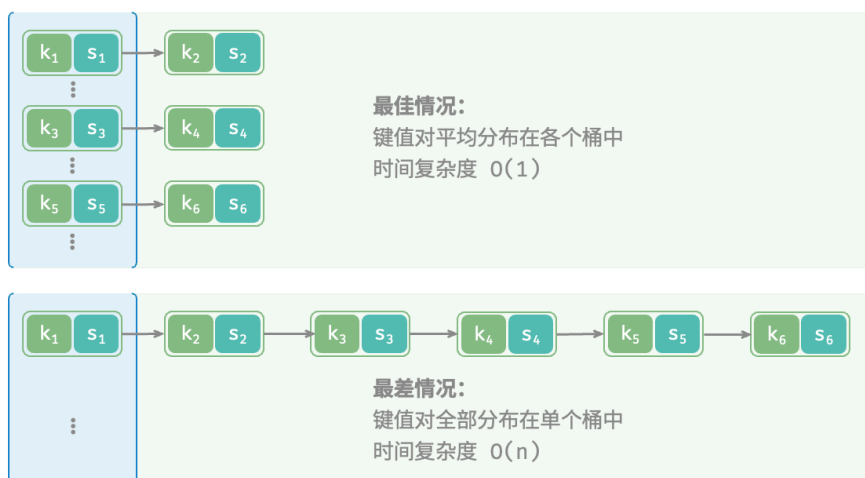 k₁ s₁ k₂ s₂
k₃ s₃ k₄ s₄
k₅ s₅ k₆ s₆
最佳情况：
键值对平均分布在各个桶中
时间复杂度 O(1)
k₁ s₁ k₂ s₂ k₃ s₃ k₄ s₄ k₅ s₅ k₆ s₆
最差情况：
键值对全部分布在单个桶中
时间复杂度 O(n)